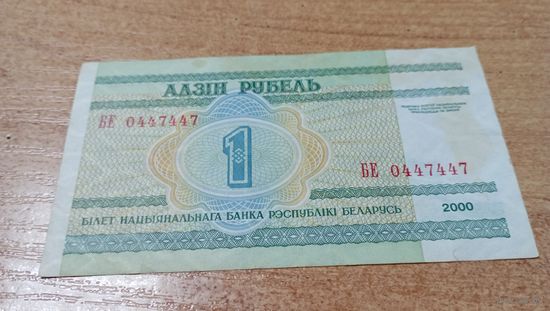 АДЗІН РУБЕЛЬ
БЕ 0447447
1
БЕ 0447447
БІЛЕТ НАЦЫЯНАЛЬНАГА БАНКА РЭСПУБЛІКІ БЕЛАРУСЬ
2000